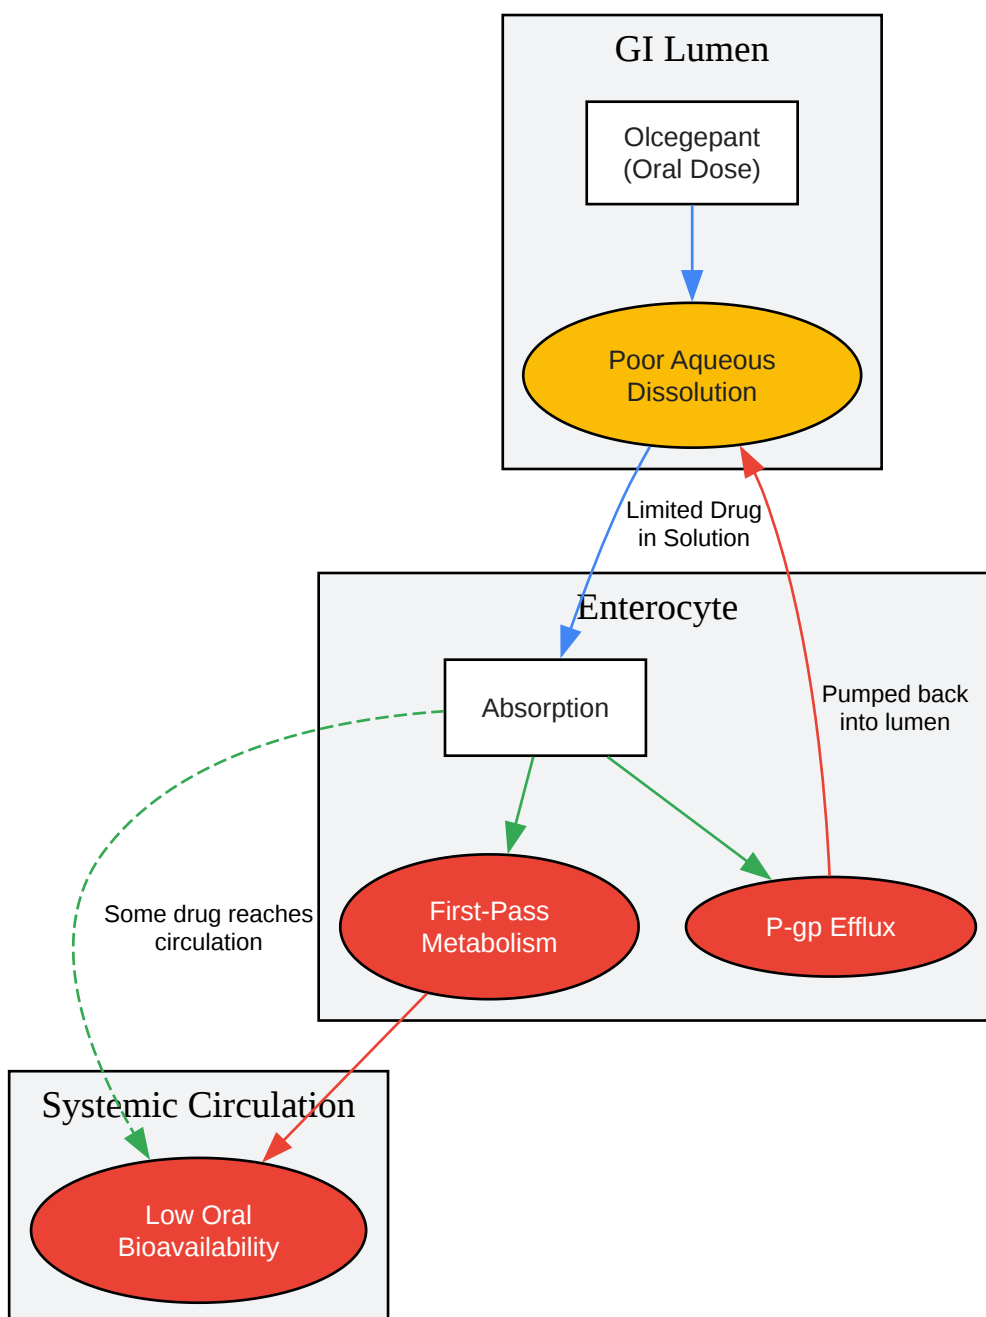 GI Lumen
Olcegepant
(Oral Dose)
Poor Aqueous
Dissolution
Limited Drug
in Solution
Enterocyte
Absorption
Pumped back
into lumen
First-Pass
Metabolism
P-gp Efflux
Some drug reaches
circulation
Systemic Circulation
Low Oral
Bioavailability